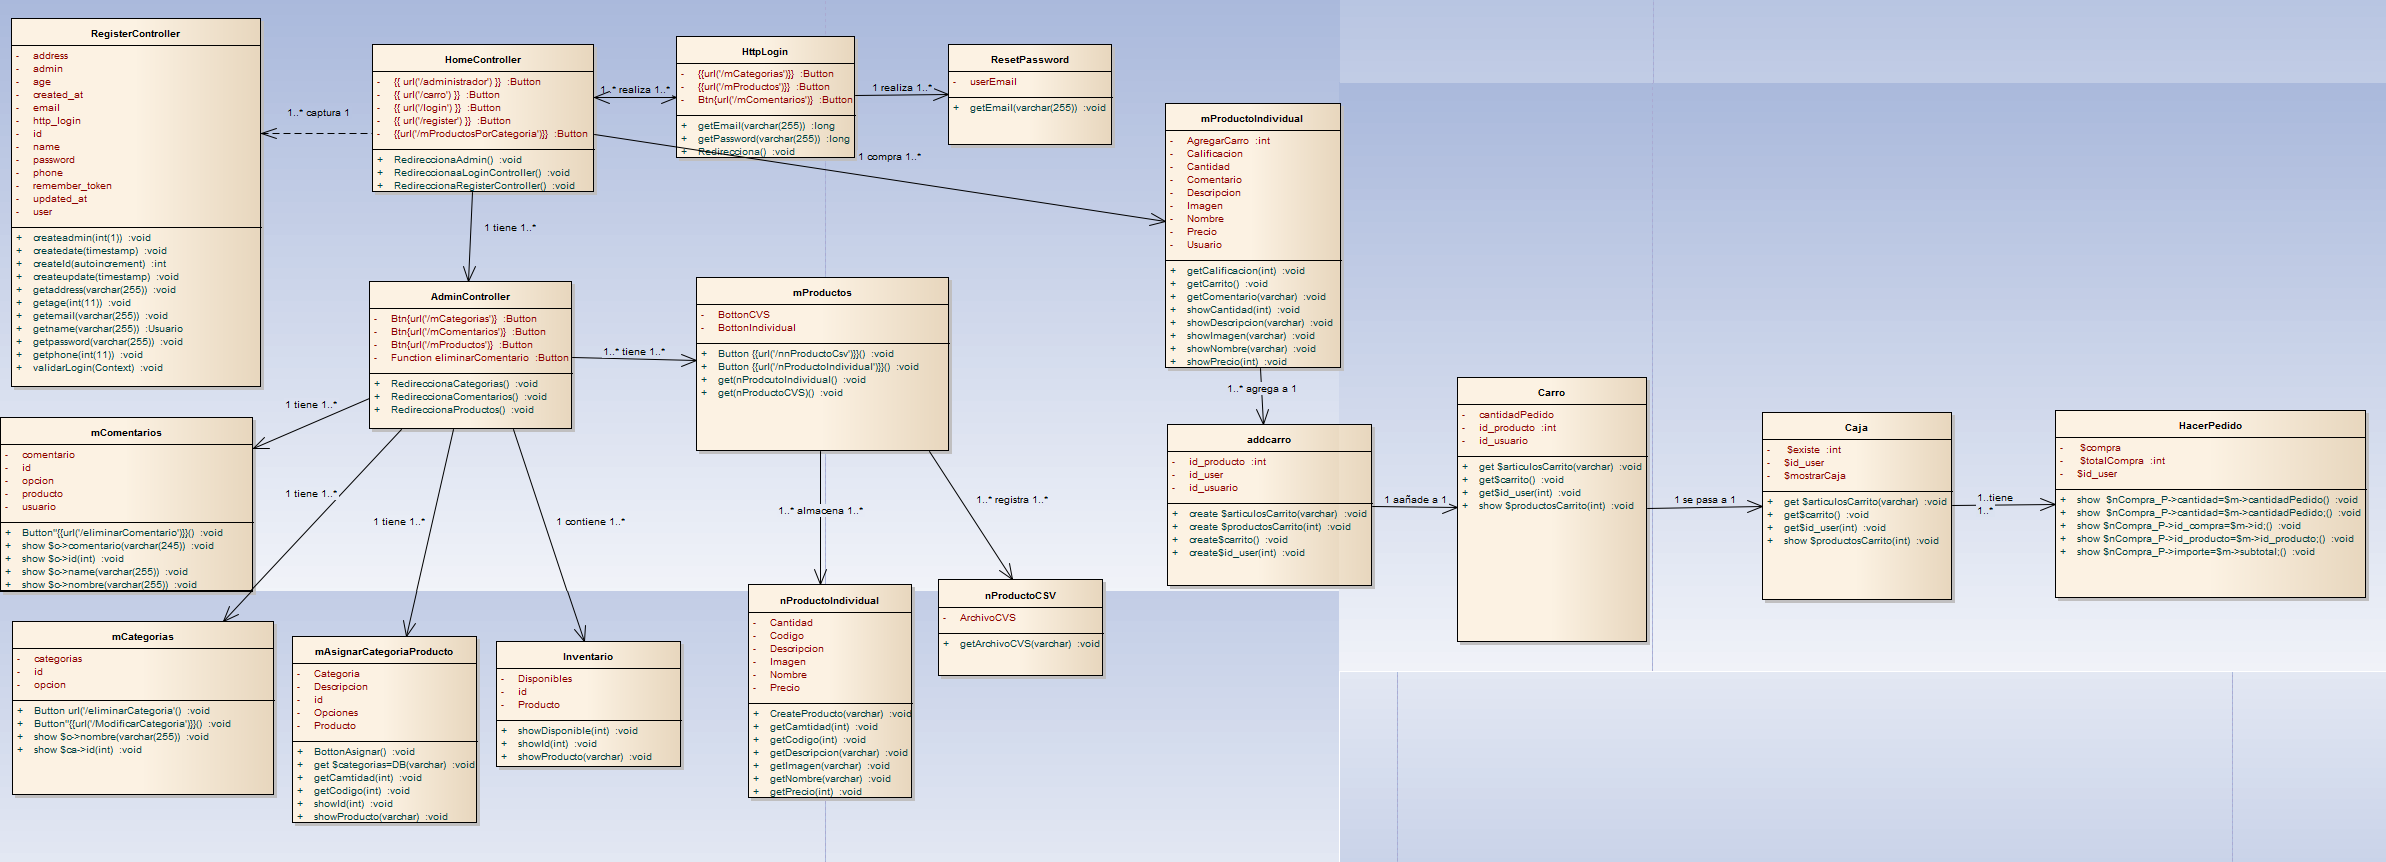 RegisterController
- address
- admin
- age
- created_at
- email
- http_login
- id
- name
- password
- phone
- remember_token
- updated_at
- user
+ createadmin(int(1)) :void
+ createdate(timestamp) :void
+ createId(autoincrement) :int
+ createupdate(timestamp) :void
+ getaddress(varchar(255)) :void
+ getage(int(11)) :void
+ getemail(varchar(255)) :void
+ getname(varchar(255)) :Usuario
+ getpassword(varchar(255)) :void
+ getphone(int(11)) :void
+ validarLogin(Context) :void
1..* captura 1
HomeController
- {{ url('/administrador') }} :Button
- {{ url('/carro') }} :Button
- {{ url('/login') }} :Button
- {{ url('/register') }} :Button
- {{url('/mProductosPorCategoria')}} :Button
+ RedireccionaAdmin() :void
+ RedireccionaaLoginController() :void
+ RedireccionaRegisterController() :void
1..* realiza 1..*
HttpLogin
- {{url('/mCategorias')}} :Button
- {{url('/mProductos')}} :Button
- Btn{url('/mComentarios')} :Button
+ getEmail(varchar(255)) :long
+ getPassword(varchar(255)) :long
+ Redirecciona() :void
1 realiza 1..*
ResetPassword
- userEmail
+ getEmail(varchar(255)) :void
1 compra 1..*
mProductoIndividual
- AgregarCarro :int
- Calificacion
- Cantidad
- Comentario
- Descripcion
- Imagen
- Nombre
- Precio
- Usuario
+ getCalificacion(int) :void
+ getCarrito() :void
+ getComentario(varchar) :void
+ showCantidad(int) :void
+ showDescripcion(varchar) :void
+ showImagen(varchar) :void
+ showNombre(varchar) :void
+ showPrecio(int) :void
1 tiene 1..*
AdminController
- Btn{url('/mCategorias')} :Button
- Btn{url('/mComentarios')} :Button
- Btn{url('/mProductos')} :Button
- Function eliminarComentario :Button
+ RedireccionaCategorias() :void
+ RedireccionaComentarios() :void
+ RedireccionaProductos() :void
1..* tiene 1..*
mProductos
- BottonCVS
- BottonIndividual
+ Button {{url('/nnProductoCsv')}}() :void
+ Button {{url('/nProductoIndividual')}}() :void
+ get(nProdcutoIndividual() :void
+ get(nProductoCVS)() :void
1..* agrega a 1
1 tiene 1..*
mComentarios
- comentario
- id
- opcion
- producto
- usuario
+ Button"{{url('/eliminarComentario')}}() :void
+ show $c->comentario(varchar(245)) :void
+ show $c->id(int) :void
+ show $c->name(varchar(255)) :void
+ show $c->nombre(varchar(255)) :void
1 tiene 1..*
1 tiene 1..*
1 contiene 1..*
1..* almacena 1..*
1..* registra 1..*
addcarro
- id_producto :int
- id_user
- id_usuario
+ create $articulosCarrito(varchar) :void
+ create $productosCarrito(int) :void
+ create$carrito() :void
+ create$id_user(int) :void
1 aañade a 1
Carro
- cantidadPedido
- id_producto :int
- id_usuario
+ get $articulosCarrito(varchar) :void
+ get$carrito() :void
+ get$id_user(int) :void
+ show $productosCarrito(int) :void
1 se pasa a 1
Caja
- $existe :int
- $id_user
- $mostrarCaja
+ get $articulosCarrito(varchar) :void
+ get$carrito() :void
+ get$id_user(int) :void
+ show $productosCarrito(int) :void
1..tiene
1..*
HacerPedido
- $compra
- $totalCompra :int
- $id_user
+ show $nCompra_P->cantidad=$m->cantidadPedido() :void
+ show $nCompra_P->cantidad=$m->cantidadPedido;() :void
+ show $nCompra_P->id_compra=$m->id;() :void
+ show $nCompra_P->id_producto=$m->id_producto;() :void
+ show $nCompra_P->importe=$m->subtotal;() :void
mCategorias
- categorias
- id
- opcion
+ Button url('/eliminarCategoria'() :void
+ Button"{{url('/ModificarCategoria')}}() :void
+ show $c->nombre(varchar(255)) :void
+ show $ca->id(int) :void
mAsignarCategoriaProducto
- Categoria
- Descripcion
- id
- Opciones
- Producto
+ BottonAsignar() :void
+ get $categorias=DB(varchar) :void
+ getCamtidad(int) :void
+ getCodigo(int) :void
+ showId(int) :void
+ showProducto(varchar) :void
Inventario
- Disponibles
- id
- Producto
+ showDisponible(int) :void
+ showId(int) :void
+ showProducto(varchar) :void
nProductoIndividual
- Cantidad
- Codigo
- Descripcion
- Imagen
- Nombre
- Precio
+ CreateProducto(varchar) :void
+ getCamtidad(int) :void
+ getCodigo(int) :void
+ getDescripcion(varchar) :void
+ getImagen(varchar) :void
+ getNombre(varchar) :void
+ getPrecio(int) :void
nProductoCSV
- ArchivoCVS
+ getArchivoCVS(varchar) :void